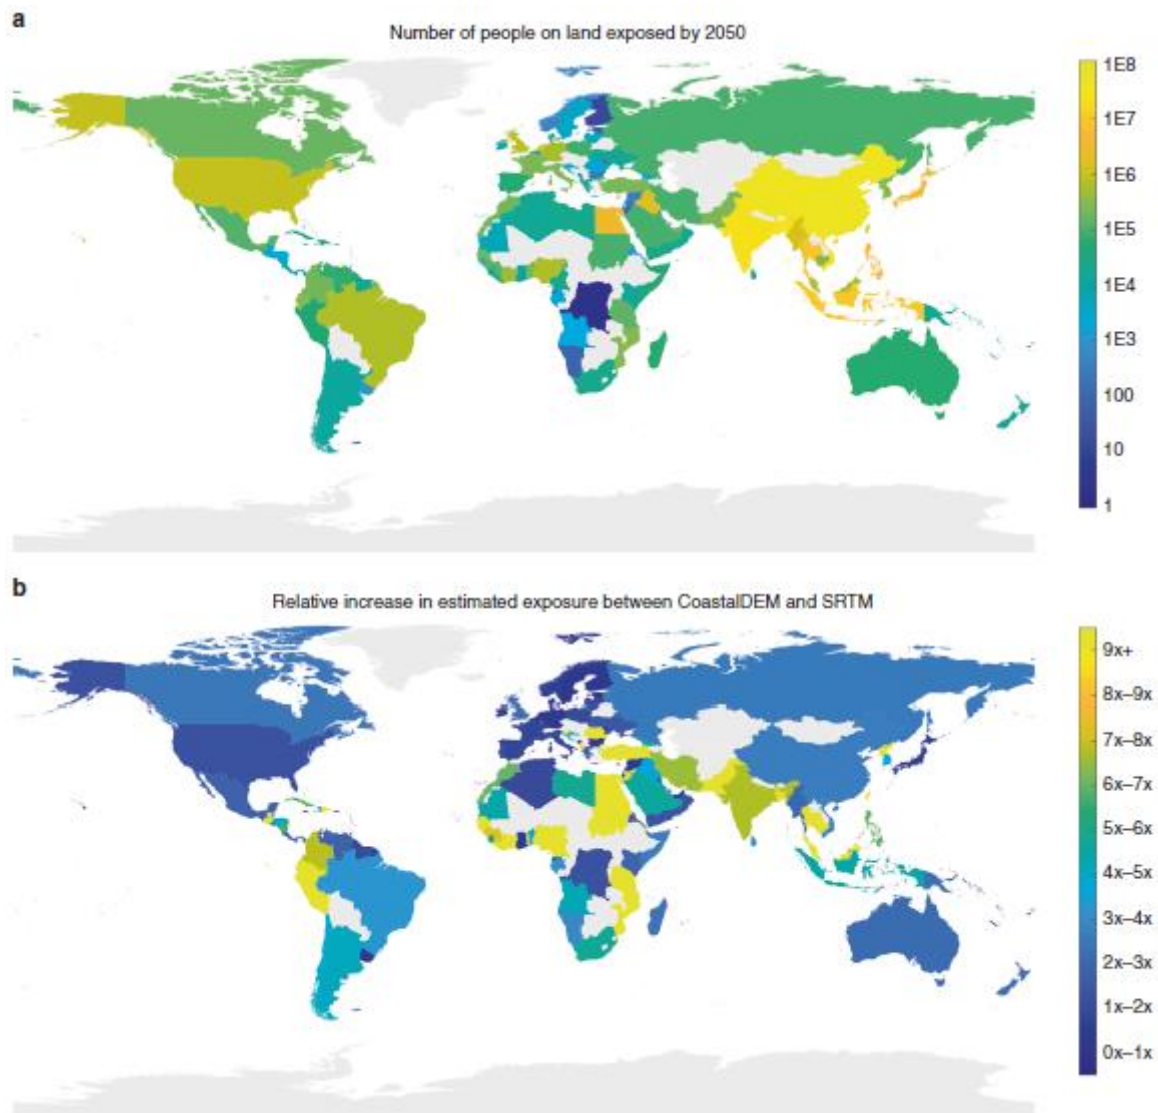 a
Number of people on land exposed by 2050
1E8
1E7
1E6
1E5
1E4
1E3
100
10
1
b
Relative increase in estimated exposure between CoastalDEM and SRTM
9x+
8x–9x
7x–8x
6x–7x
5x–6x
4x–5x
3x–4x
2x–3x
1x–2x
0x–1x